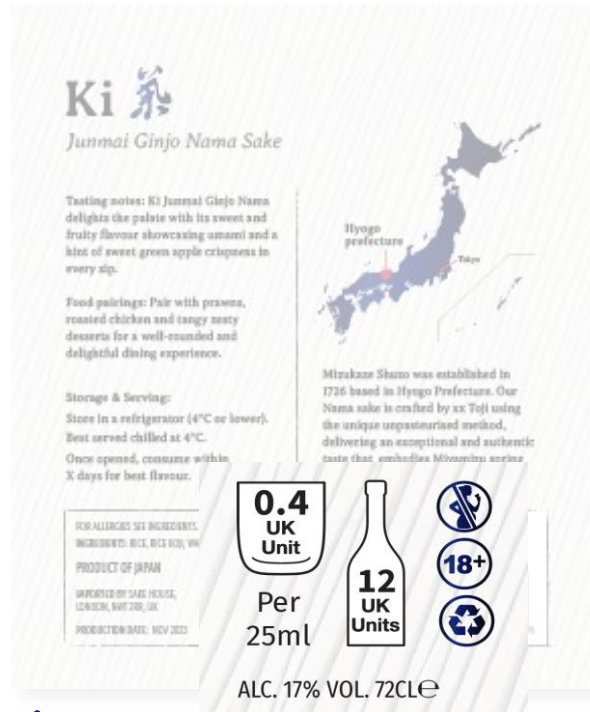 Ki 氣
Junmai Ginjo Nama Sake
Tasting notes: Ki Junmai Ginjo Nama
delights the palate with its sweet and
fruity flavour showcasing umami and a
hint of sweet green apple crispness in
every sip.
Food pairings: Pair with prawns,
roasted chicken and tangy zesty
desserts for a well-rounded and
delightful dining experience.
Storage & Serving:
Store in a refrigerator (4°C or lower).
Best served chilled at 4°C.
Once opened, consume within
X days for best flavour.
Hyogo
prefecture
Tokyo
Mizukaze Shuzo was established in
1726 based in Hyogo Prefecture. Our
Nama sake is crafted by xx Toji using
the unique unpasteurised method,
delivering an exceptional and authentic
taste that embodies Miyamizu spring
FOR ALLERGIES SEE INGREDIENTS.
INGREDIENTS: RICE, RICE KOJI,
PRODUCT OF JAPAN
IMPORTED BY SAKE HOUSE,
LONDON, UK
PRODUCTION DATE: NOV 2023
0.4
UK
Unit
Per
25ml
12
UK
Units
18+
ALC. 17% VOL. 72CL℮